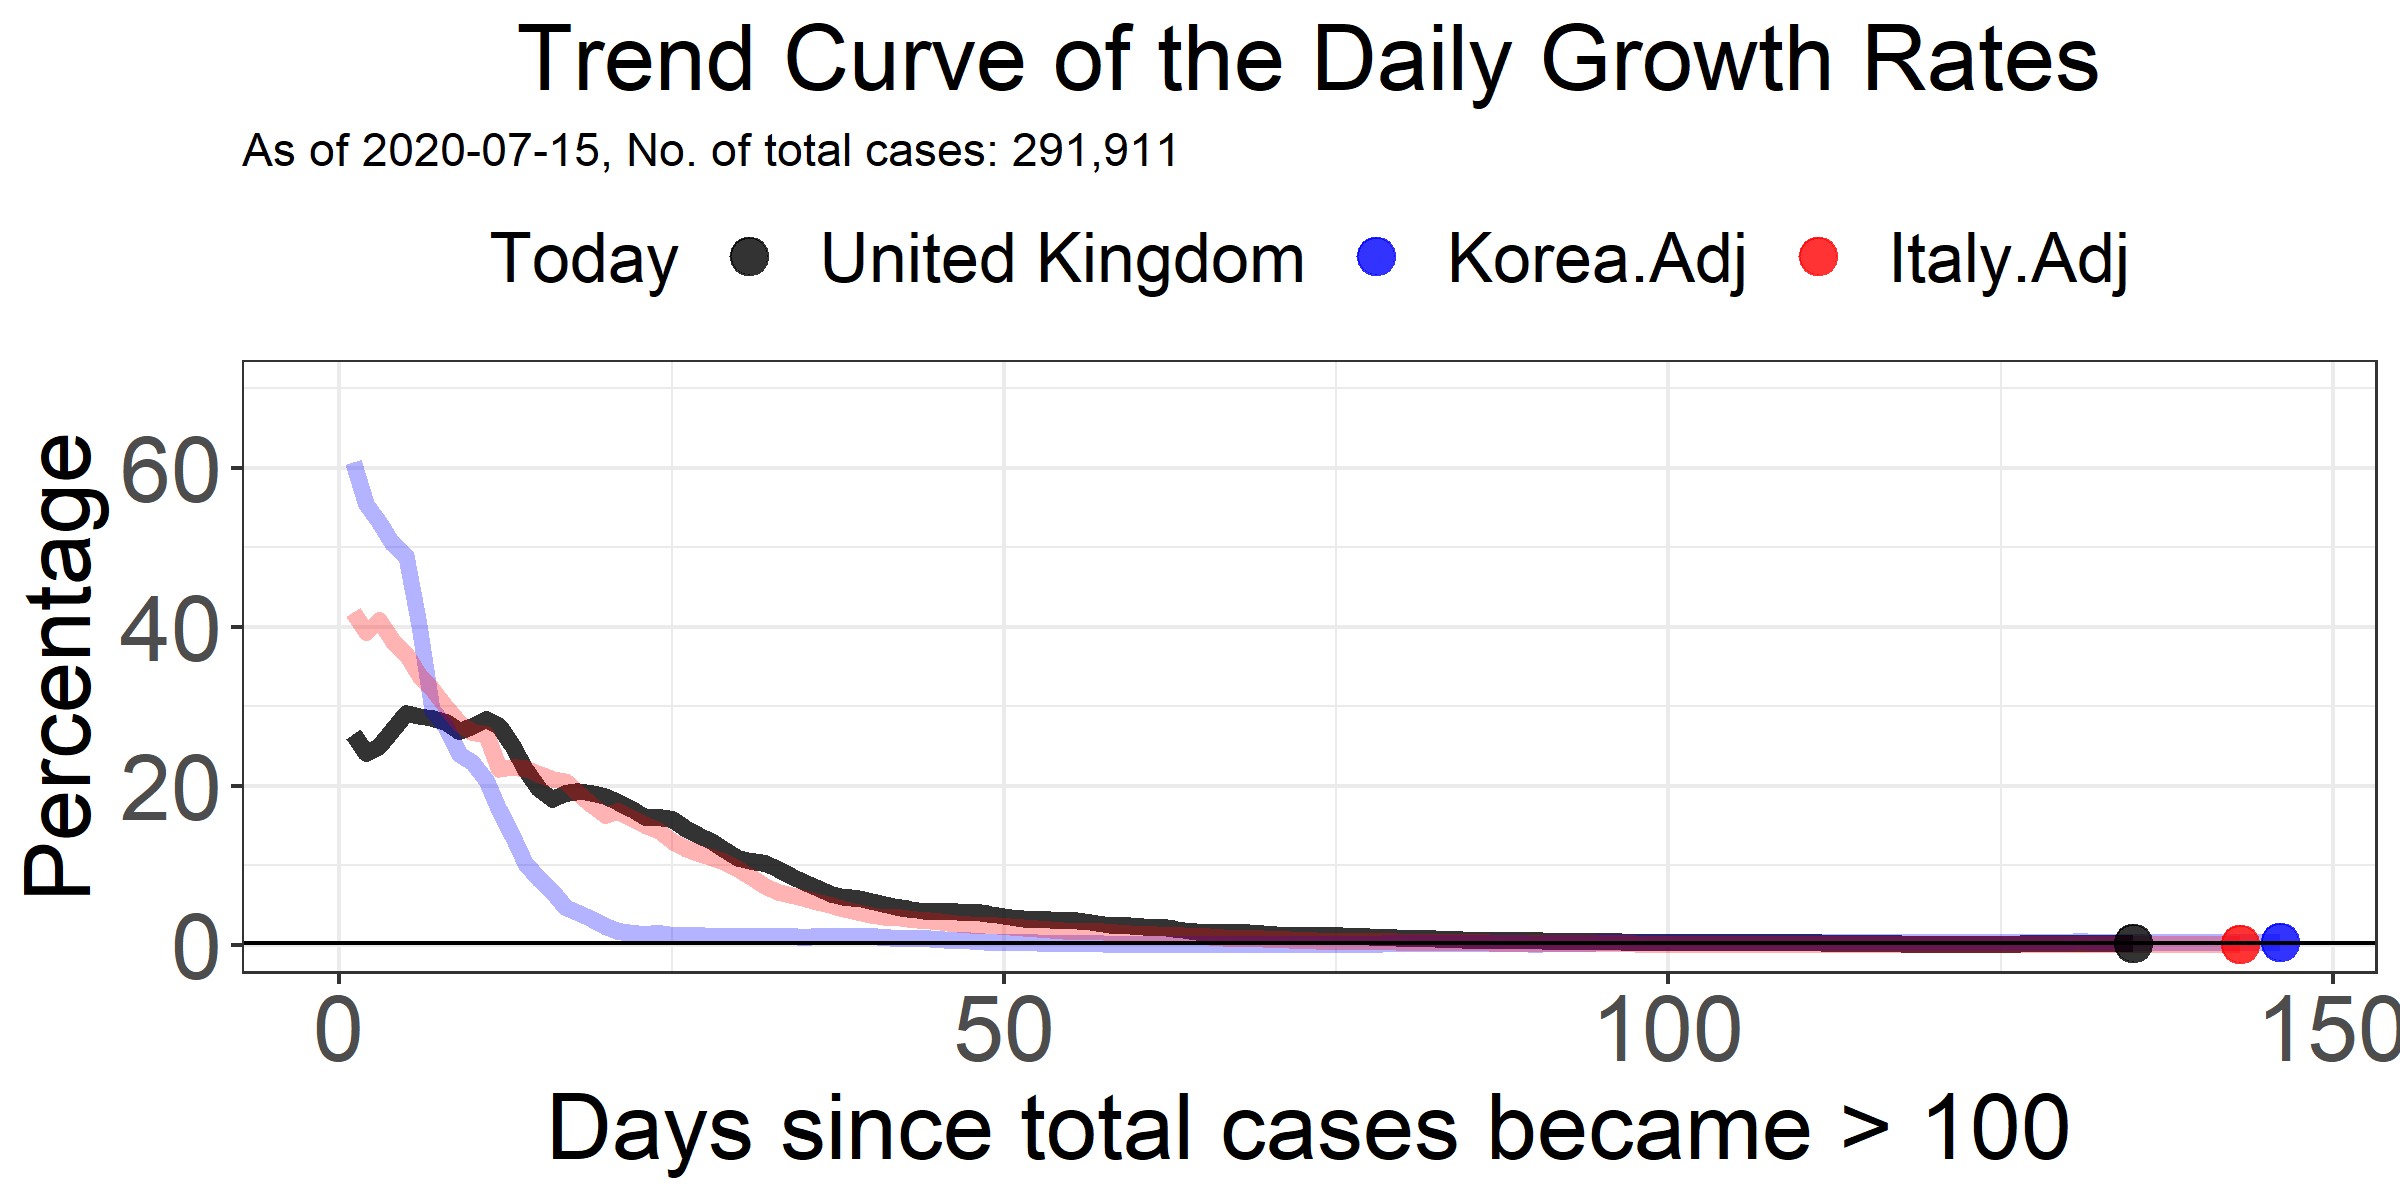 Trend Curve of the Daily Growth Rates
As of 2020-07-15, No. of total cases: 291,911
Today United Kingdom Korea.Adj Italy.Adj
Percentage
60
40
20
0
0 50 100 150
Days since total cases became > 100